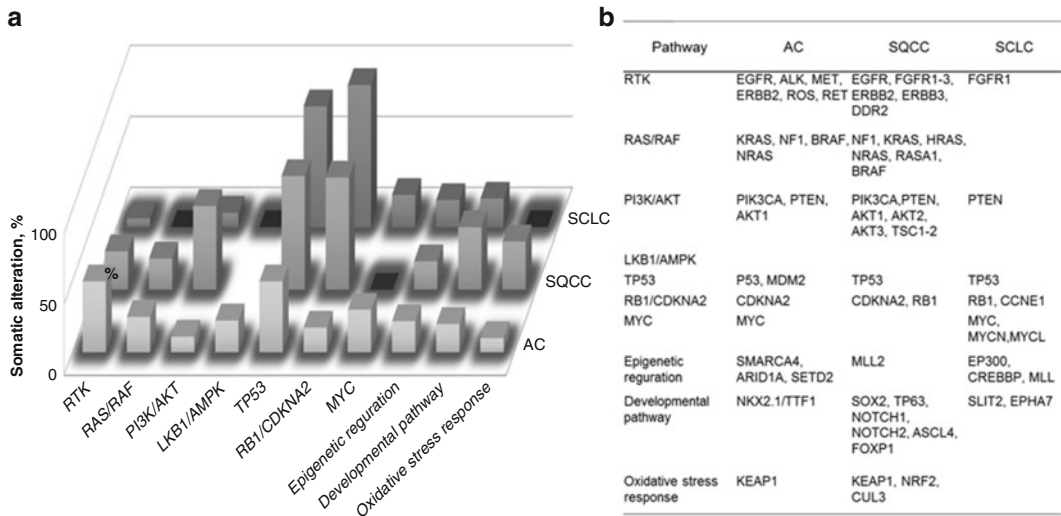 a
Somatic alteration, %
100
50
0
%
SCLC
SQCC
AC
RTK
RAS/RAF
PI3K/AKT
LKB1/AMPK
TP53
RB1/CDKNA2
MYC
Epigenetic reguration
Developmental pathway
Oxidative stress response
b
Pathway AC SQCC SCLC
RTK EGFR, ALK, MET, EGFR, FGFR1-3, FGFR1
ERBB2, ROS, RET ERBB2, ERBB3,
DDR2
RAS/RAF KRAS, NF1, BRAF, NF1, KRAS, HRAS,
NRAS NRAS, RASA1,
BRAF
PI3K/AKT PIK3CA, PTEN, PIK3CA,PTEN, PTEN
AKT1 AKT1, AKT2,
AKT3, TSC1-2
LKB1/AMPK
TP53 P53, MDM2 TP53 TP53
RB1/CDKNA2 CDKNA2 CDKNA2, RB1 RB1, CCNE1
MYC MYC MYC,
MYCN,MYCL
Epigenetic SMARCA4, MLL2 EP300,
reguration ARID1A, SETD2 CREBBP, MLL
Developmental NKX2.1/TTF1 SOX2, TP63, SLIT2, EPHA7
pathway NOTCH1,
NOTCH2, ASCL4,
FOXP1
Oxidative stress KEAP1 KEAP1, NRF2,
response CUL3